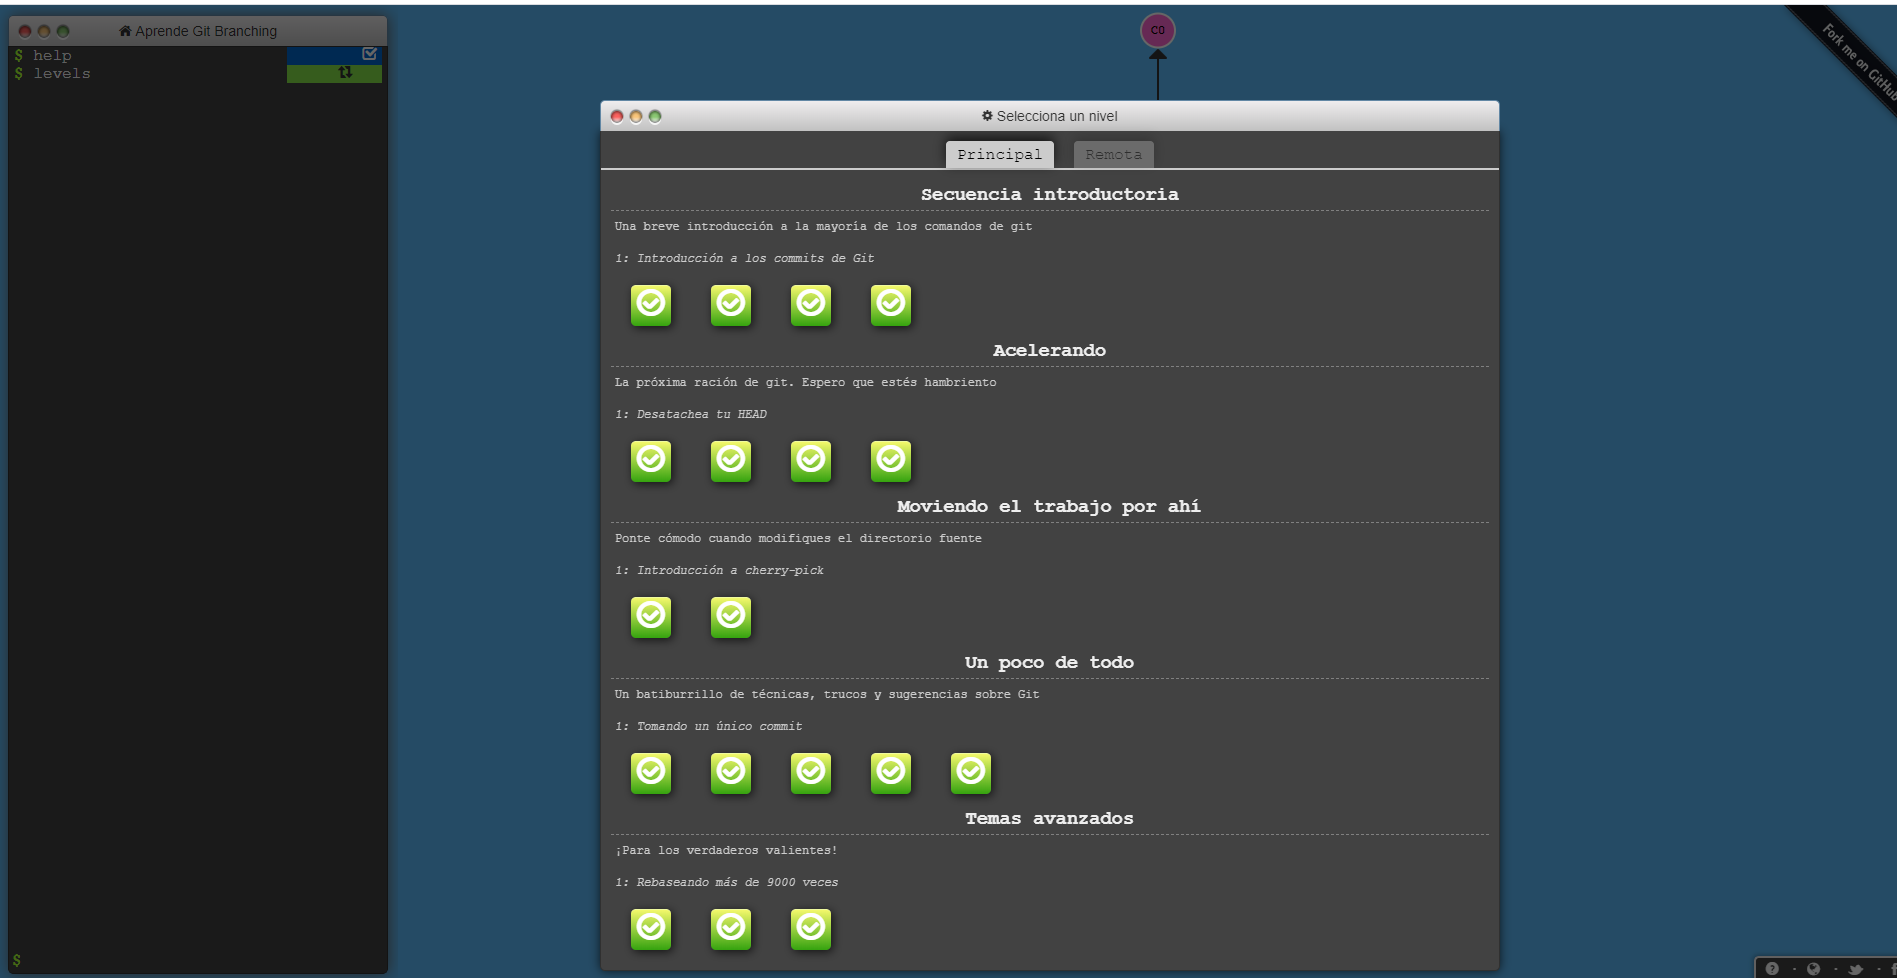 Aprende Git Branching
$ help
$ levels
$
C0
Fork me on GitHub
Selecciona un nivel
Principal Remota
Secuencia introductoria
Una breve introducción a la mayoría de los comandos de git
1: Introducción a los commits de Git
Acelerando
La próxima ración de git. Espero que estés hambriento
1: Desatachea tu HEAD
Moviendo el trabajo por ahí
Ponte cómodo cuando modifiques el directorio fuente
1: Introducción a cherry-pick
Un poco de todo
Un batiburrillo de técnicas, trucos y sugerencias sobre Git
1: Tomando un único commit
Temas avanzados
¡Para los verdaderos valientes!
1: Rebaseando más de 9000 veces